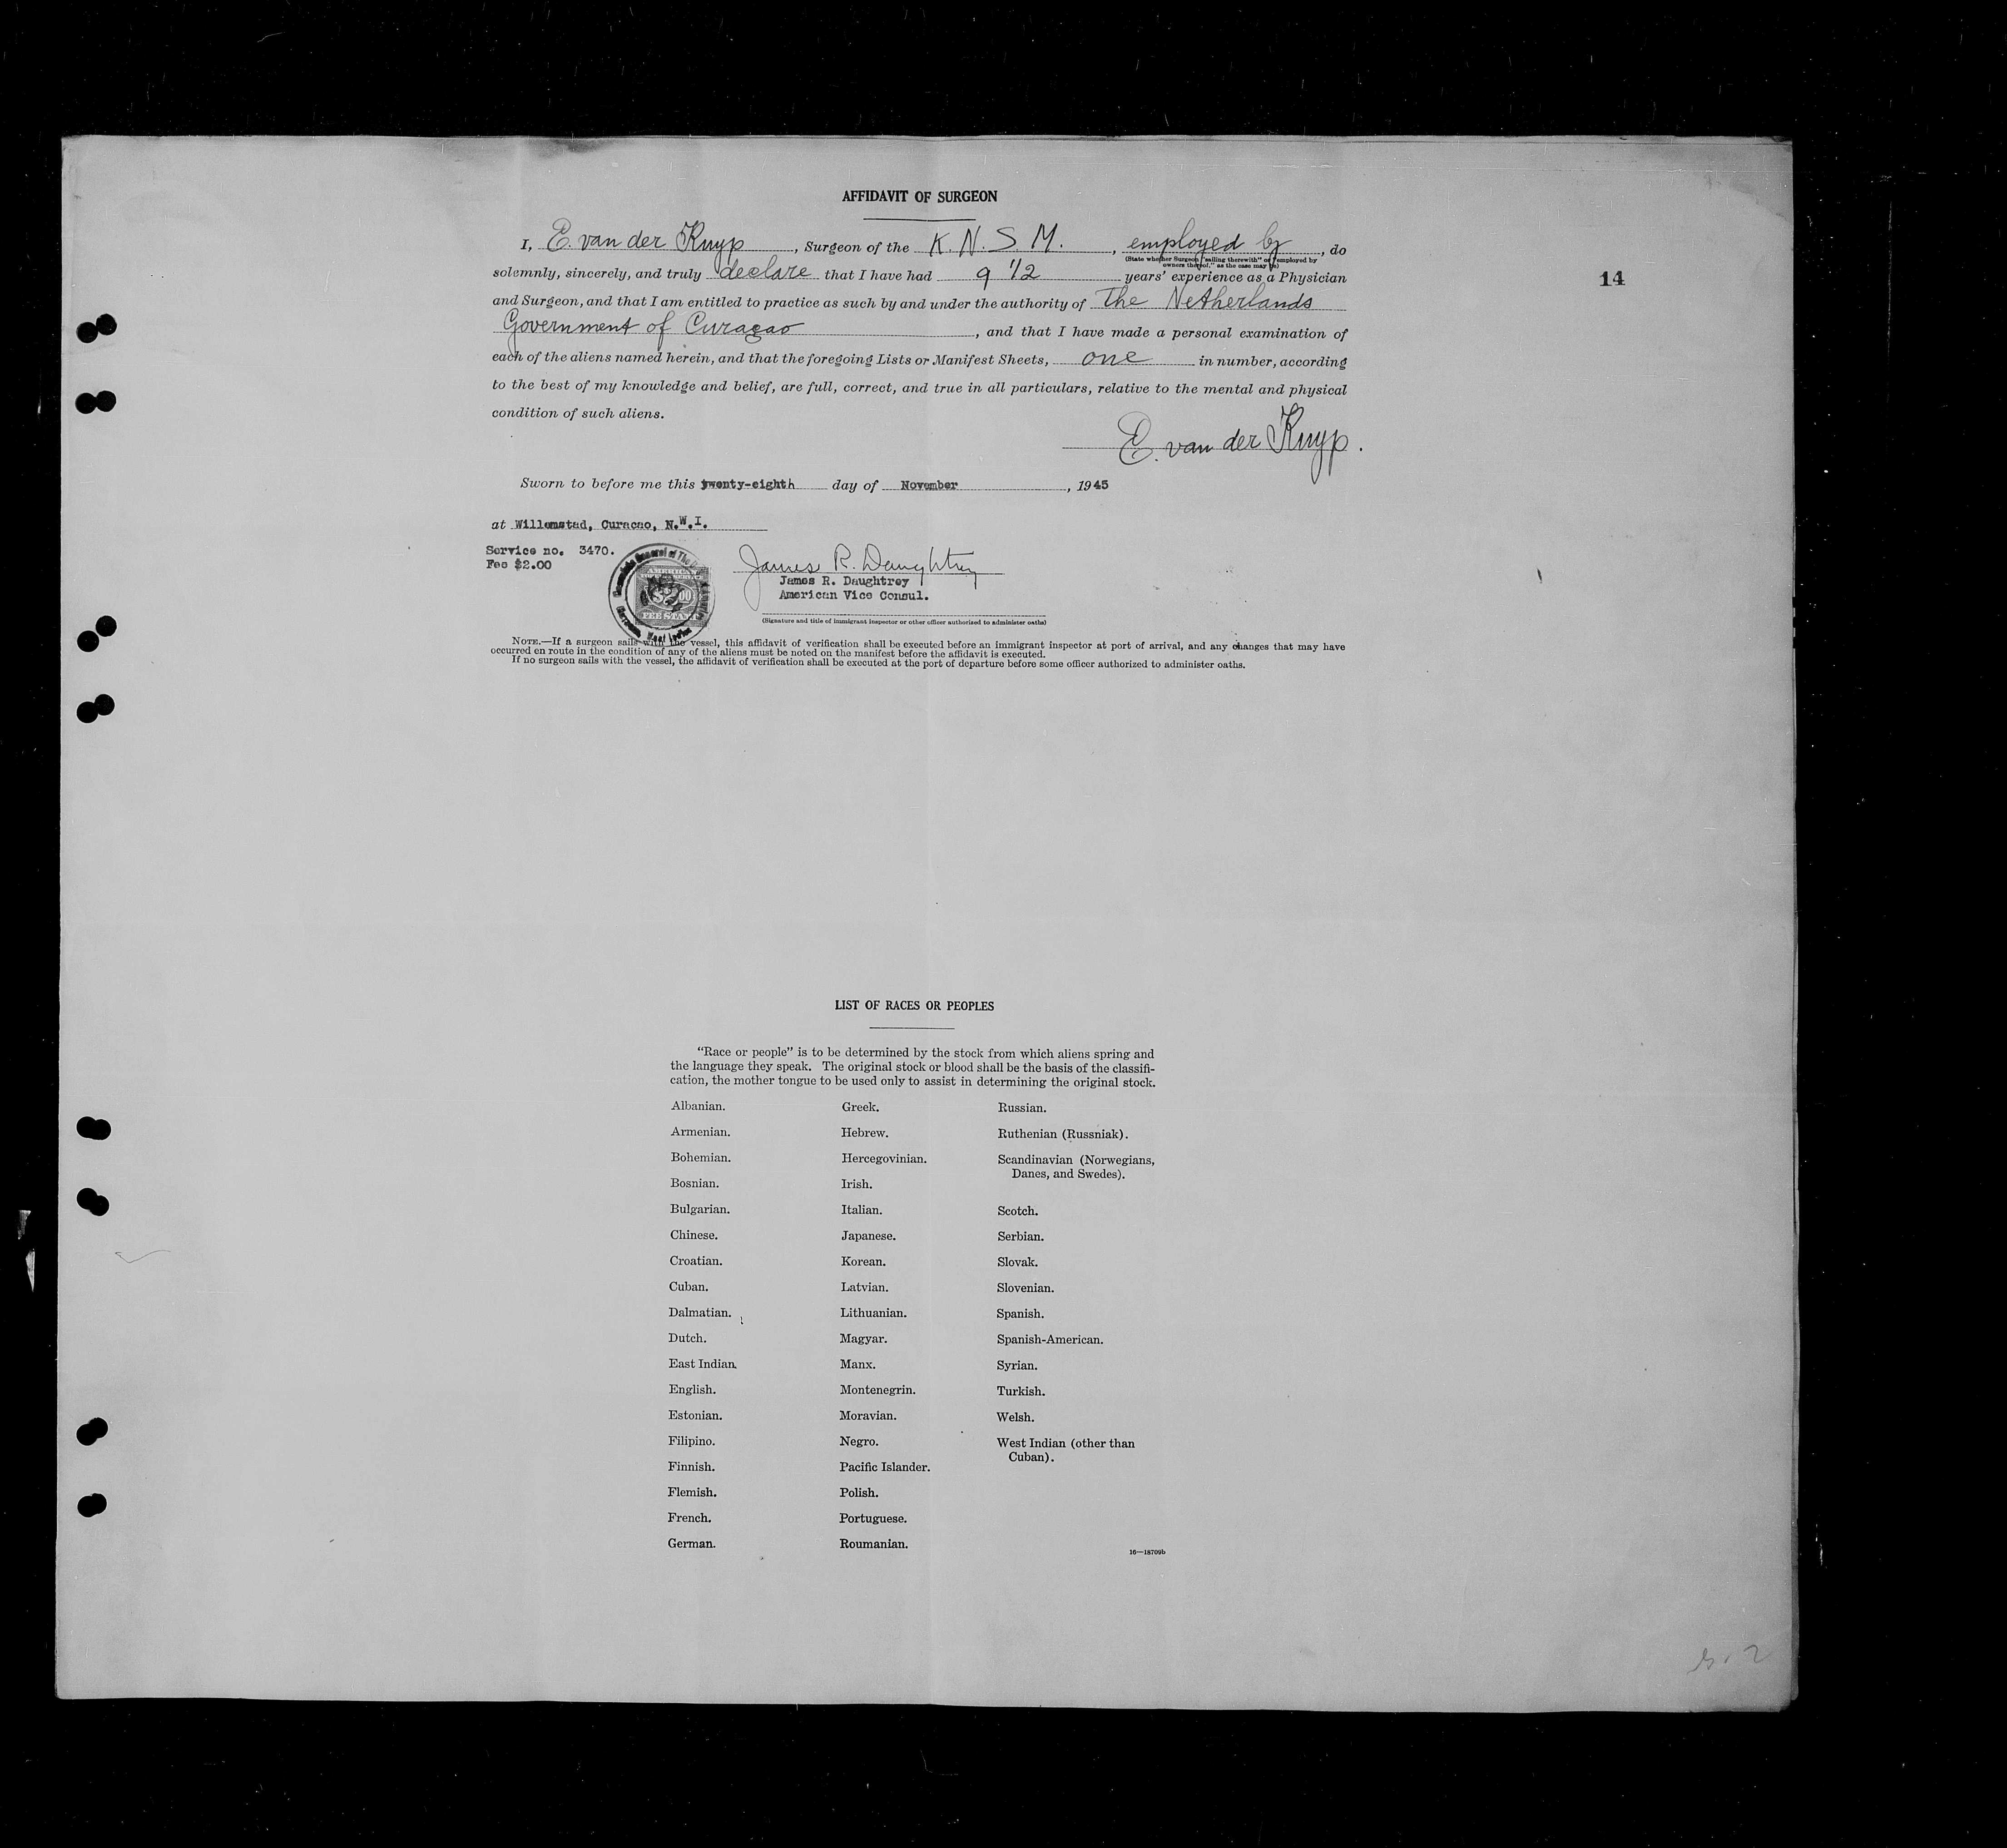 AFFIDAVIT OF SURGEON
I, E. van der Kuyp, Surgeon of the K. N. S. M., employed by, do
(State whether Surgeon "sailing therewith" or "employed by
owners thereof," as the case may be)
solemnly, sincerely, and truly declare that I have had 9 1/2 years' experience as a Physician
14
and Surgeon, and that I am entitled to practice as such by and under the authority of The Netherlands
Government of Curaçao, and that I have made a personal examination of
each of the aliens named herein, and that the foregoing Lists or Manifest Sheets, one in number, according
to the best of my knowledge and belief, are full, correct, and true in all particulars, relative to the mental and physical
condition of such aliens.
E. van der Kuyp.
Sworn to before me this twenty-eighth day of November, 1945
at Willemstad, Curacao, N.W.I.
Service no. 3470.
Fee $2.00
James R. Daughtrey
James R. Daughtrey
American Vice Consul.
(Signature and title of immigrant inspector or other officer authorized to administer oaths)
NOTE.—If a surgeon sails with the vessel, this affidavit of verification shall be executed before an immigrant inspector at port of arrival, and any changes that may have
occurred en route in the condition of any of the aliens must be noted on the manifest before the affidavit is executed.
If no surgeon sails with the vessel, the affidavit of verification shall be executed at the port of departure before some officer authorized to administer oaths.
LIST OF RACES OR PEOPLES
"Race or people" is to be determined by the stock from which aliens spring and
the language they speak. The original stock or blood shall be the basis of the classifi-
cation, the mother tongue to be used only to assist in determining the original stock.
Albanian.
Armenian.
Bohemian.
Bosnian.
Bulgarian.
Chinese.
Croatian.
Cuban.
Dalmatian.
Dutch.
East Indian.
English.
Estonian.
Filipino.
Finnish.
Flemish.
French.
German.
Greek.
Hebrew.
Hercegovinian.
Irish.
Italian.
Japanese.
Korean.
Latvian.
Lithuanian.
Magyar.
Manx.
Montenegrin.
Moravian.
Negro.
Pacific Islander.
Polish.
Portuguese.
Roumanian.
Russian.
Ruthenian (Russniak).
Scandinavian (Norwegians,
Danes, and Swedes).
Scotch.
Serbian.
Slovak.
Slovenian.
Spanish.
Spanish-American.
Syrian.
Turkish.
Welsh.
West Indian (other than
Cuban).
16—18709b